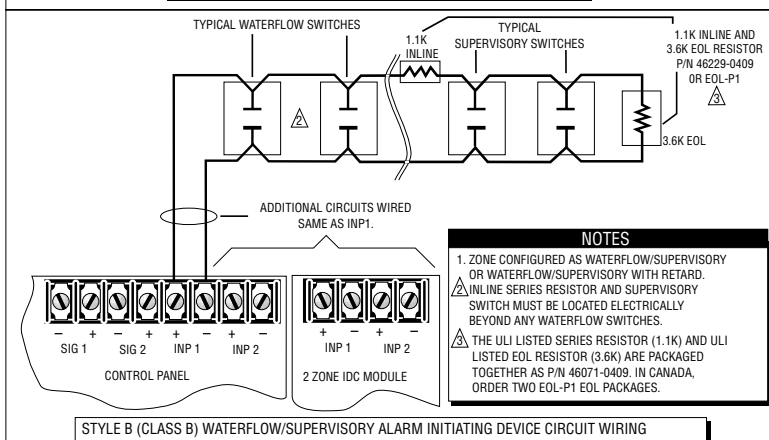 TYPICAL WATERFLOW SWITCHES
1.1K
INLINE
TYPICAL
SUPERVISORY SWITCHES
1.1K INLINE AND
3.6K EOL RESISTOR
P/N 46229-0409
OR EOL-P1
3
2
3.6K EOL
ADDITIONAL CIRCUITS WIRED
SAME AS INP1.
– + – + + – + –
SIG 1 SIG 2 INP 1 INP 2
CONTROL PANEL
+ – + –
INP 1 INP 2
2 ZONE IDC MODULE
NOTES
1. ZONE CONFIGURED AS WATERFLOW/SUPERVISORY
OR WATERFLOW/SUPERVISORY WITH RETARD.
2 INLINE SERIES RESISTOR AND SUPERVISORY
SWITCH MUST BE LOCATED ELECTRICALLY
BEYOND ANY WATERFLOW SWITCHES.
3 THE ULI LISTED SERIES RESISTOR (1.1K) AND ULI
LISTED EOL RESISTOR (3.6K) ARE PACKAGED
TOGETHER AS P/N 46071-0409. IN CANADA,
ORDER TWO EOL-P1 EOL PACKAGES.
STYLE B (CLASS B) WATERFLOW/SUPERVISORY ALARM INITIATING DEVICE CIRCUIT WIRING